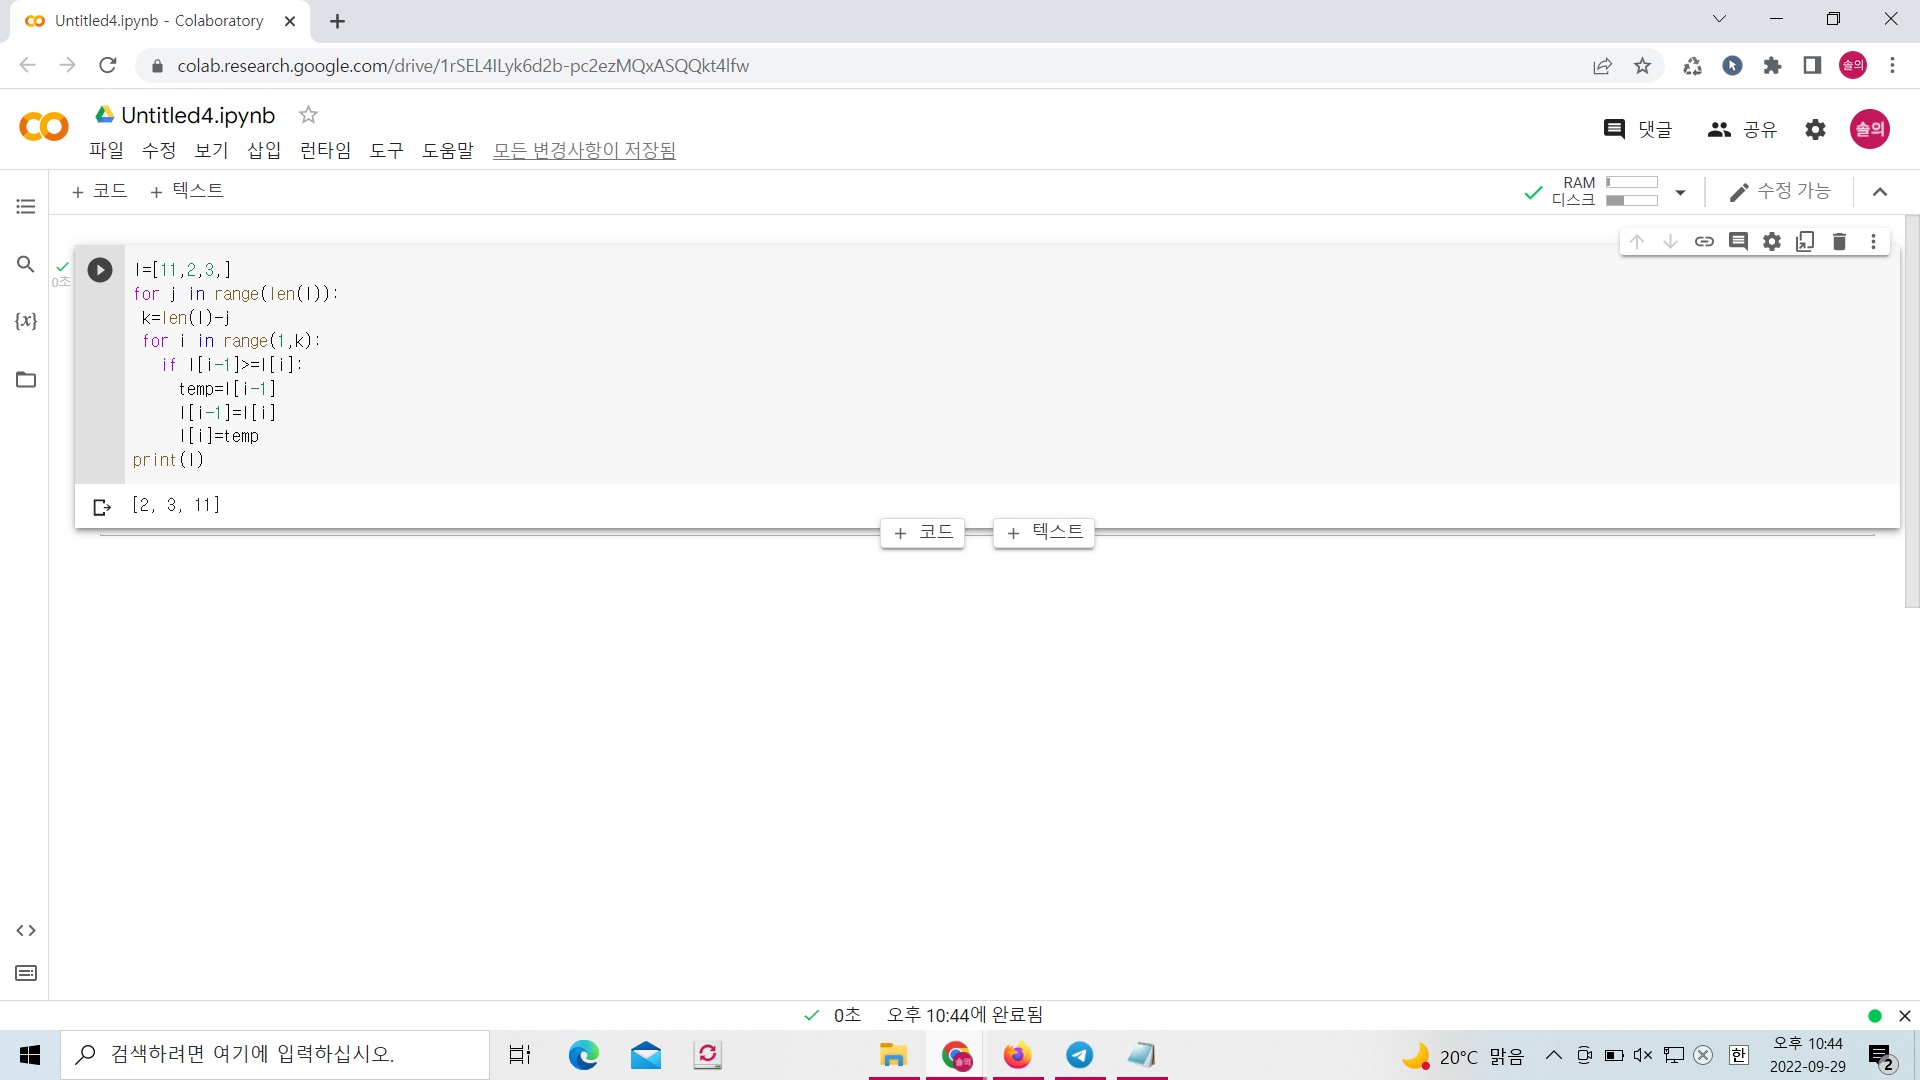 Untitled4.ipynb - Colaboratory
colab.research.google.com/drive/1rSEL4lLyk6d2b-pc2ezMQxASQQkt4lfw
솔의
Untitled4.ipynb
파일 수정 보기 삽입 런타임 도구 도움말 모든 변경사항이 저장됨
댓글 공유 솔의
+ 코드 + 텍스트
RAM
디스크
수정 가능
0초
l=[11,2,3,]
for j in range(len(l)):
k=len(l)-j
for i in range(1,k):
if l[i-1]>=l[i]:
temp=l[i-1]
l[i-1]=l[i]
l[i]=temp
print(l)
{x}
[2, 3, 11]
+ 코드 + 텍스트
0초 오후 10:44에 완료됨
검색하려면 여기에 입력하십시오.
20°C 맑음
한
오후 10:44
2022-09-29
2